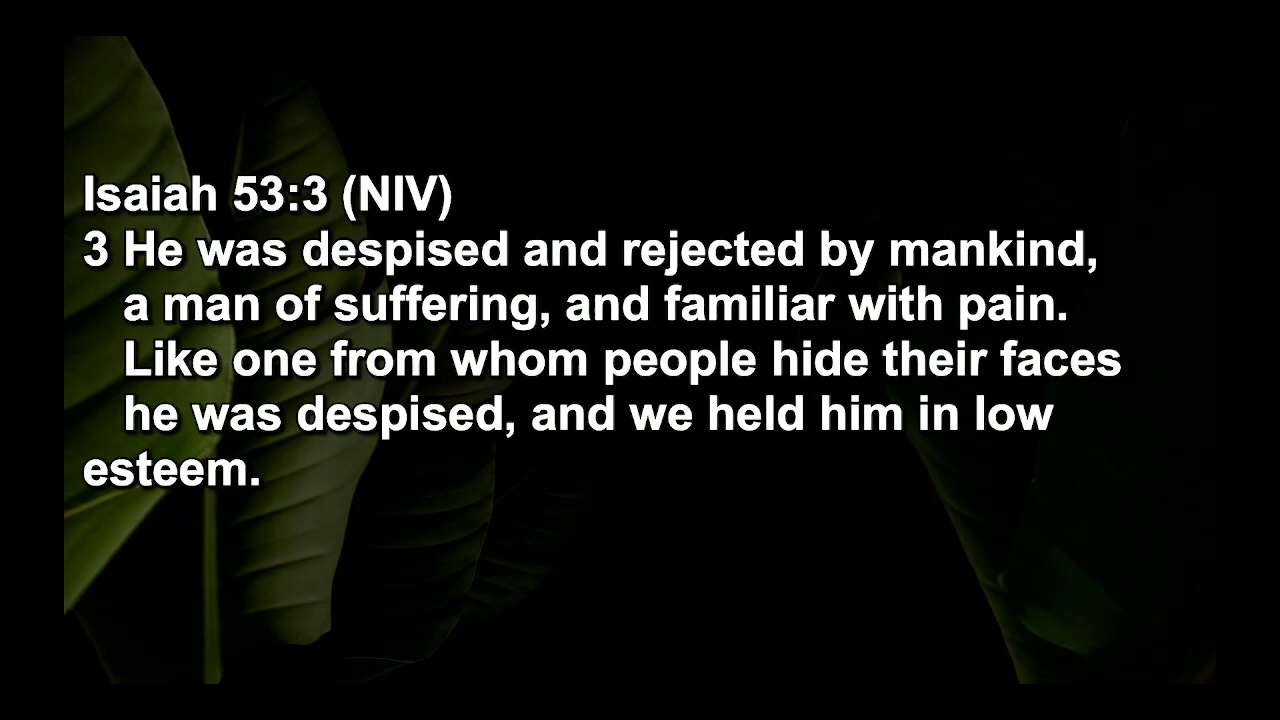 Isaiah 53:3 (NIV)
3 He was despised and rejected by mankind,
a man of suffering, and familiar with pain.
Like one from whom people hide their faces
he was despised, and we held him in low
esteem.